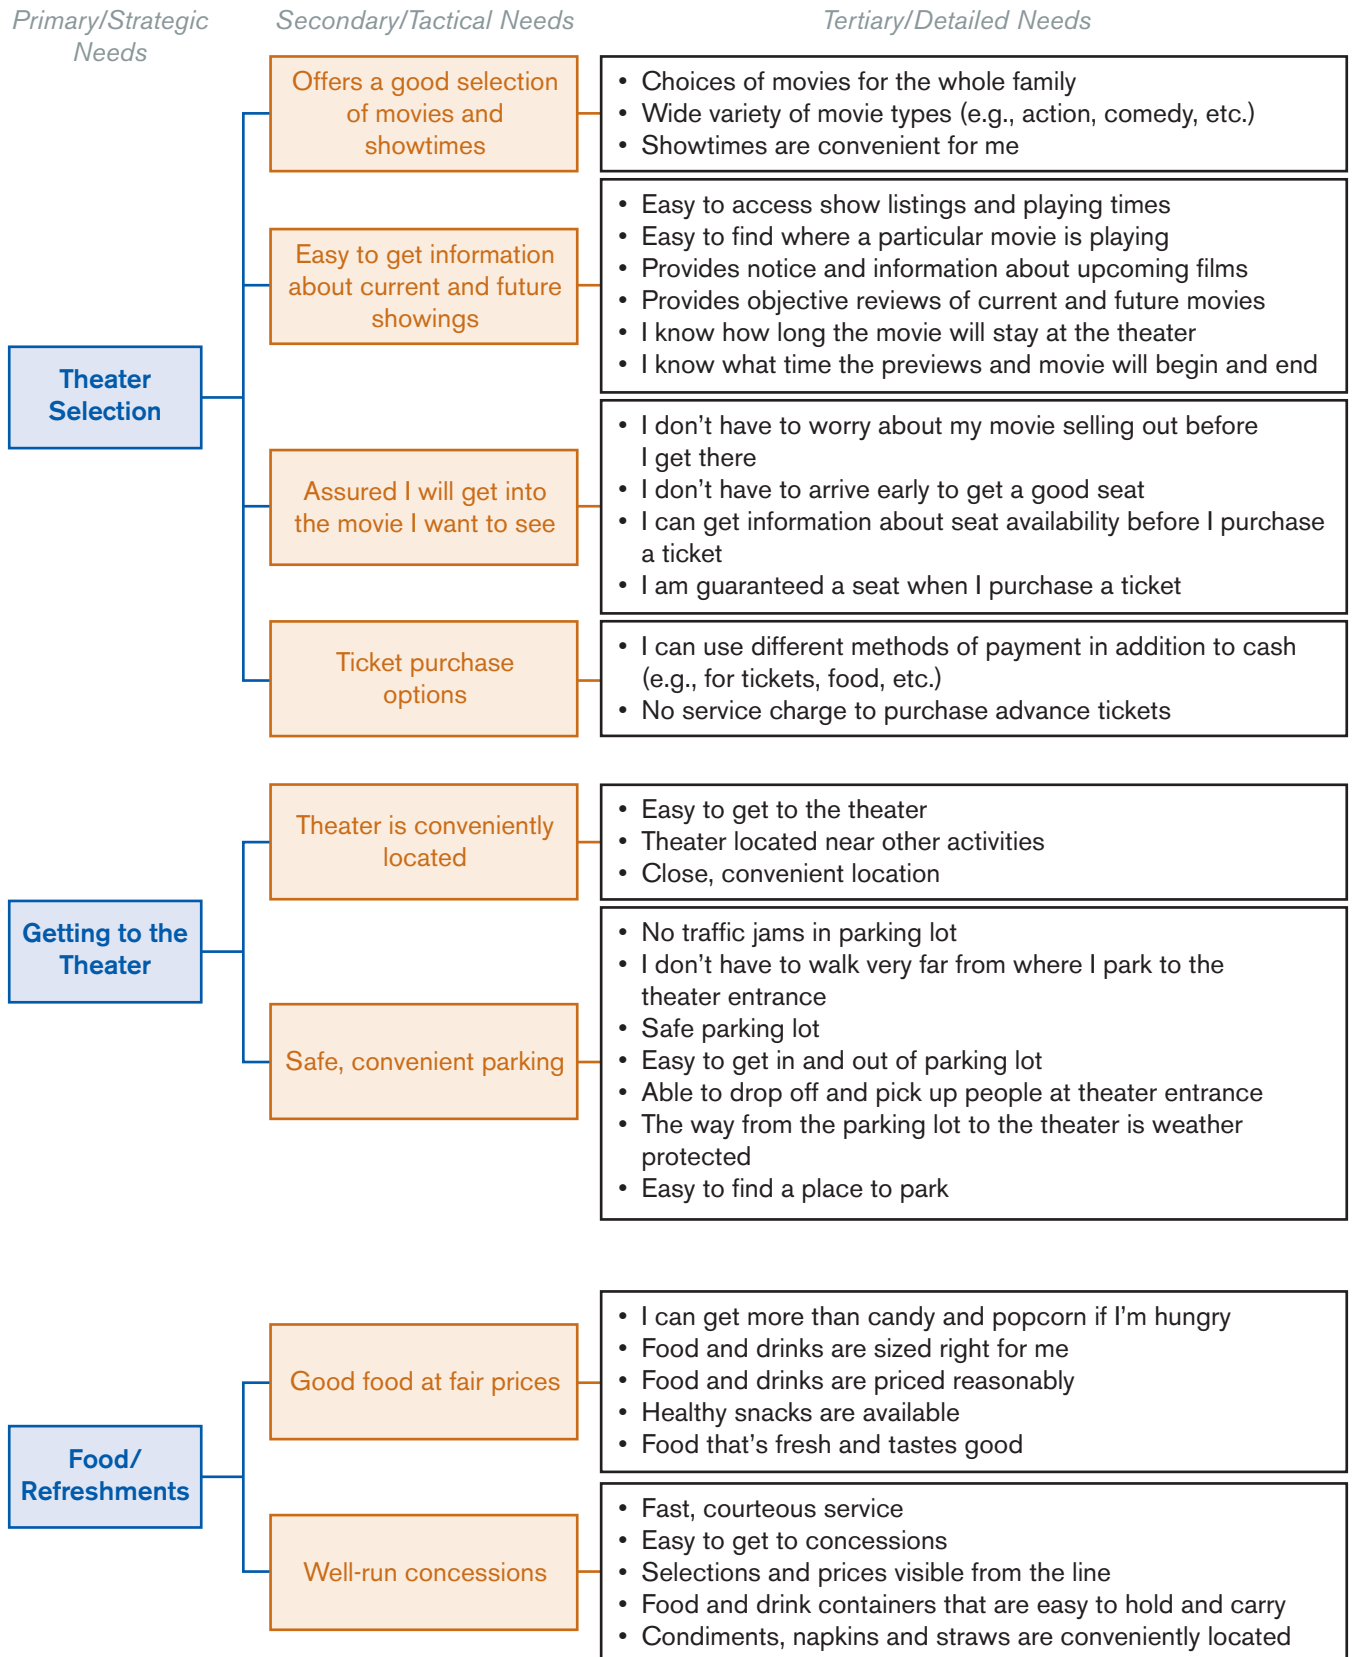 Primary/Strategic
Needs
Secondary/Tactical Needs
Tertiary/Detailed Needs
Theater
Selection
Offers a good selection
of movies and
showtimes
• Choices of movies for the whole family
• Wide variety of movie types (e.g., action, comedy, etc.)
• Showtimes are convenient for me
Easy to get information
about current and future
showings
• Easy to access show listings and playing times
• Easy to find where a particular movie is playing
• Provides notice and information about upcoming films
• Provides objective reviews of current and future movies
• I know how long the movie will stay at the theater
• I know what time the previews and movie will begin and end
Assured I will get into
the movie I want to see
• I don’t have to worry about my movie selling out before
I get there
• I don’t have to arrive early to get a good seat
• I can get information about seat availability before I purchase
a ticket
• I am guaranteed a seat when I purchase a ticket
Ticket purchase
options
• I can use different methods of payment in addition to cash
(e.g., for tickets, food, etc.)
• No service charge to purchase advance tickets
Getting to the
Theater
Theater is conveniently
located
• Easy to get to the theater
• Theater located near other activities
• Close, convenient location
Safe, convenient parking
• No traffic jams in parking lot
• I don’t have to walk very far from where I park to the
theater entrance
• Safe parking lot
• Easy to get in and out of parking lot
• Able to drop off and pick up people at theater entrance
• The way from the parking lot to the theater is weather
protected
• Easy to find a place to park
Food/
Refreshments
Good food at fair prices
• I can get more than candy and popcorn if I’m hungry
• Food and drinks are sized right for me
• Food and drinks are priced reasonably
• Healthy snacks are available
• Food that’s fresh and tastes good
Well-run concessions
• Fast, courteous service
• Easy to get to concessions
• Selections and prices visible from the line
• Food and drink containers that are easy to hold and carry
• Condiments, napkins and straws are conveniently located